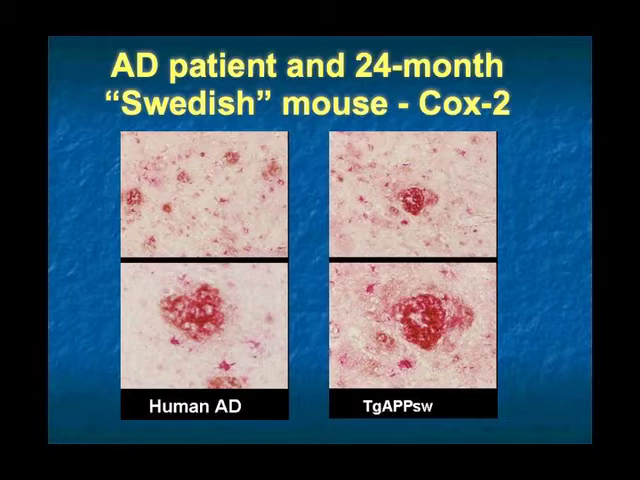 AD patient and 24-month
“Swedish” mouse - Cox-2
Human AD
TgAPPsw